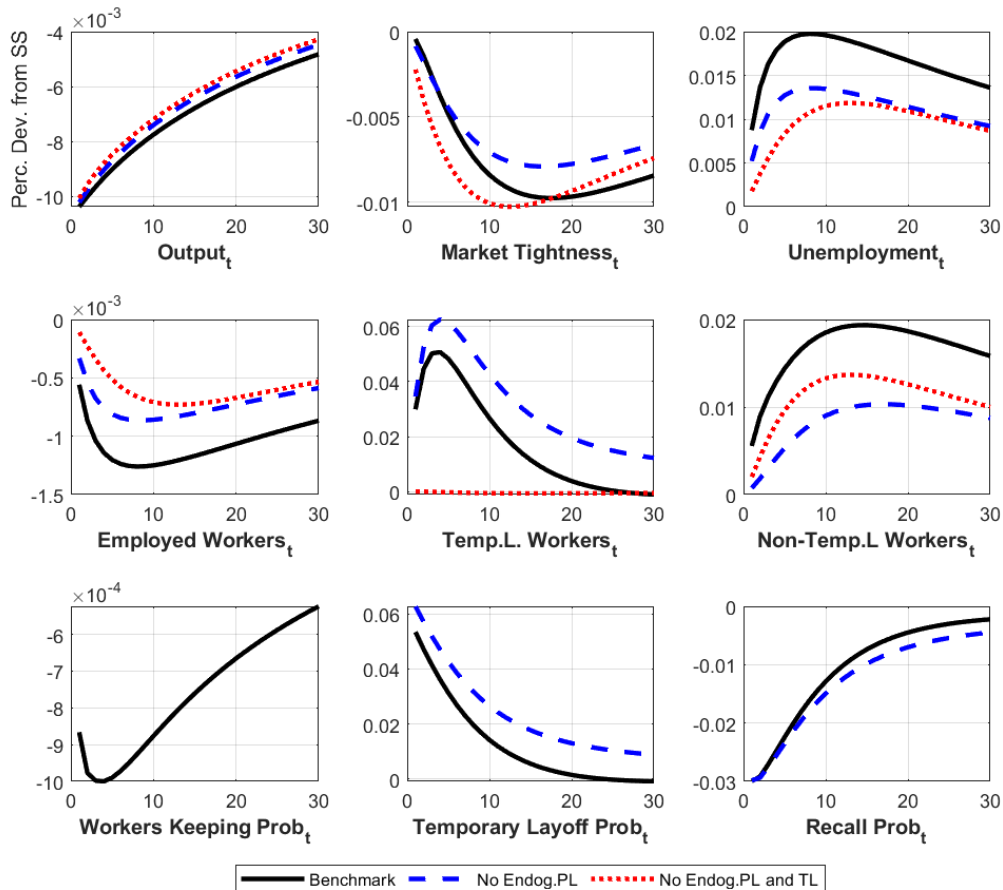 ×10⁻³
-4
-6
-8
-10
Perc. Dev. from SS
0 10 20 30
Output_t
0
-0.005
-0.01
0 10 20 30
Market Tightness_t
0.02
0.015
0.01
0.005
0
0 10 20 30
Unemployment_t
×10⁻³
0
-0.5
-1
-1.5
0 10 20 30
Employed Workers_t
0.06
0.04
0.02
0
0 10 20 30
Temp.L. Workers_t
0.02
0.01
0
0 10 20 30
Non-Temp.L Workers_t
×10⁻⁴
-6
-7
-8
-9
-10
0 10 20 30
Workers Keeping Prob_t
0.06
0.04
0.02
0
0 10 20 30
Temporary Layoff Prob_t
0
-0.01
-0.02
-0.03
0 10 20 30
Recall Prob_t
Benchmark No Endog.PL No Endog.PL and TL